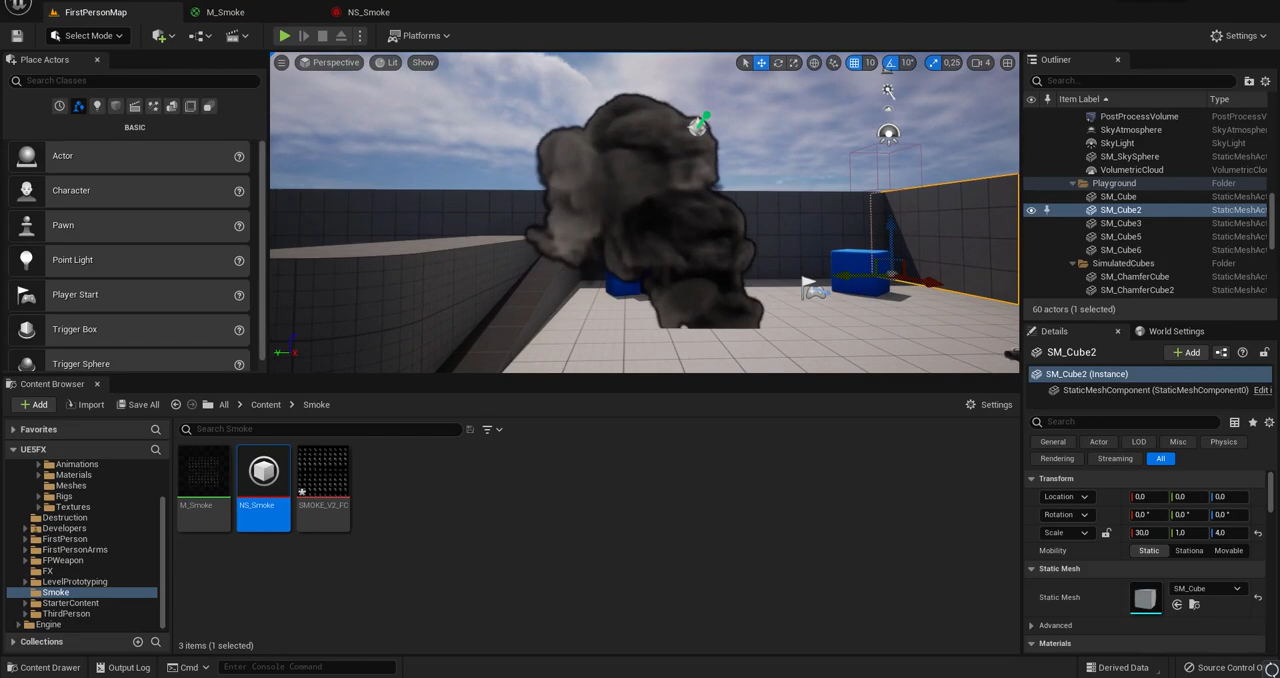 FirstPersonMap
M_Smoke
NS_Smoke
Select Mode
Platforms
Settings
Place Actors
Search Classes
BASIC
Actor
Character
Pawn
Point Light
Player Start
Trigger Box
Trigger Sphere
Perspective
Lit
Show
10
10°
0,25
4
Outliner
Search...
Item Label
Type
PostProcessVolume
PostProcessV
SkyAtmosphere
SkyAtmosphere
SkyLight
SkyLight
SM_SkySphere
StaticMeshAct
VolumetricCloud
VolumetricClou
Playground
Folder
SM_Cube
StaticMeshAct
SM_Cube2
StaticMeshAct
SM_Cube3
StaticMeshAct
SM_Cube5
StaticMeshAct
SM_Cube6
StaticMeshAct
SimulatedCubes
Folder
SM_ChamferCube
StaticMeshAct
SM_ChamferCube2
StaticMeshAct
60 actors (1 selected)
Details
World Settings
SM_Cube2
Add
SM_Cube2 (Instance)
StaticMeshComponent (StaticMeshComponent0)
Edit i
Search
General
Actor
LOD
Misc
Physics
Rendering
Streaming
All
Transform
Location
0,0
0,0
0,0
Rotation
0,0 °
0,0 °
0,0 °
Scale
30,0
1,0
4,0
Mobility
Static
Stationa
Movable
Static Mesh
Static Mesh
SM_Cube
Advanced
Materials
Content Browser
Add
Import
Save All
All
Content
Smoke
Settings
Favorites
UE5FX
Animations
Materials
Meshes
Rigs
Textures
Destruction
Developers
FirstPerson
FirstPersonArms
FPWeapon
FX
LevelPrototyping
Smoke
StarterContent
ThirdPerson
Engine
Collections
Search Smoke
M_Smoke
NS_Smoke
SMOKE_V2_FC
3 items (1 selected)
Content Drawer
Output Log
Cmd
Enter Console Command
Derived Data
Source Control O